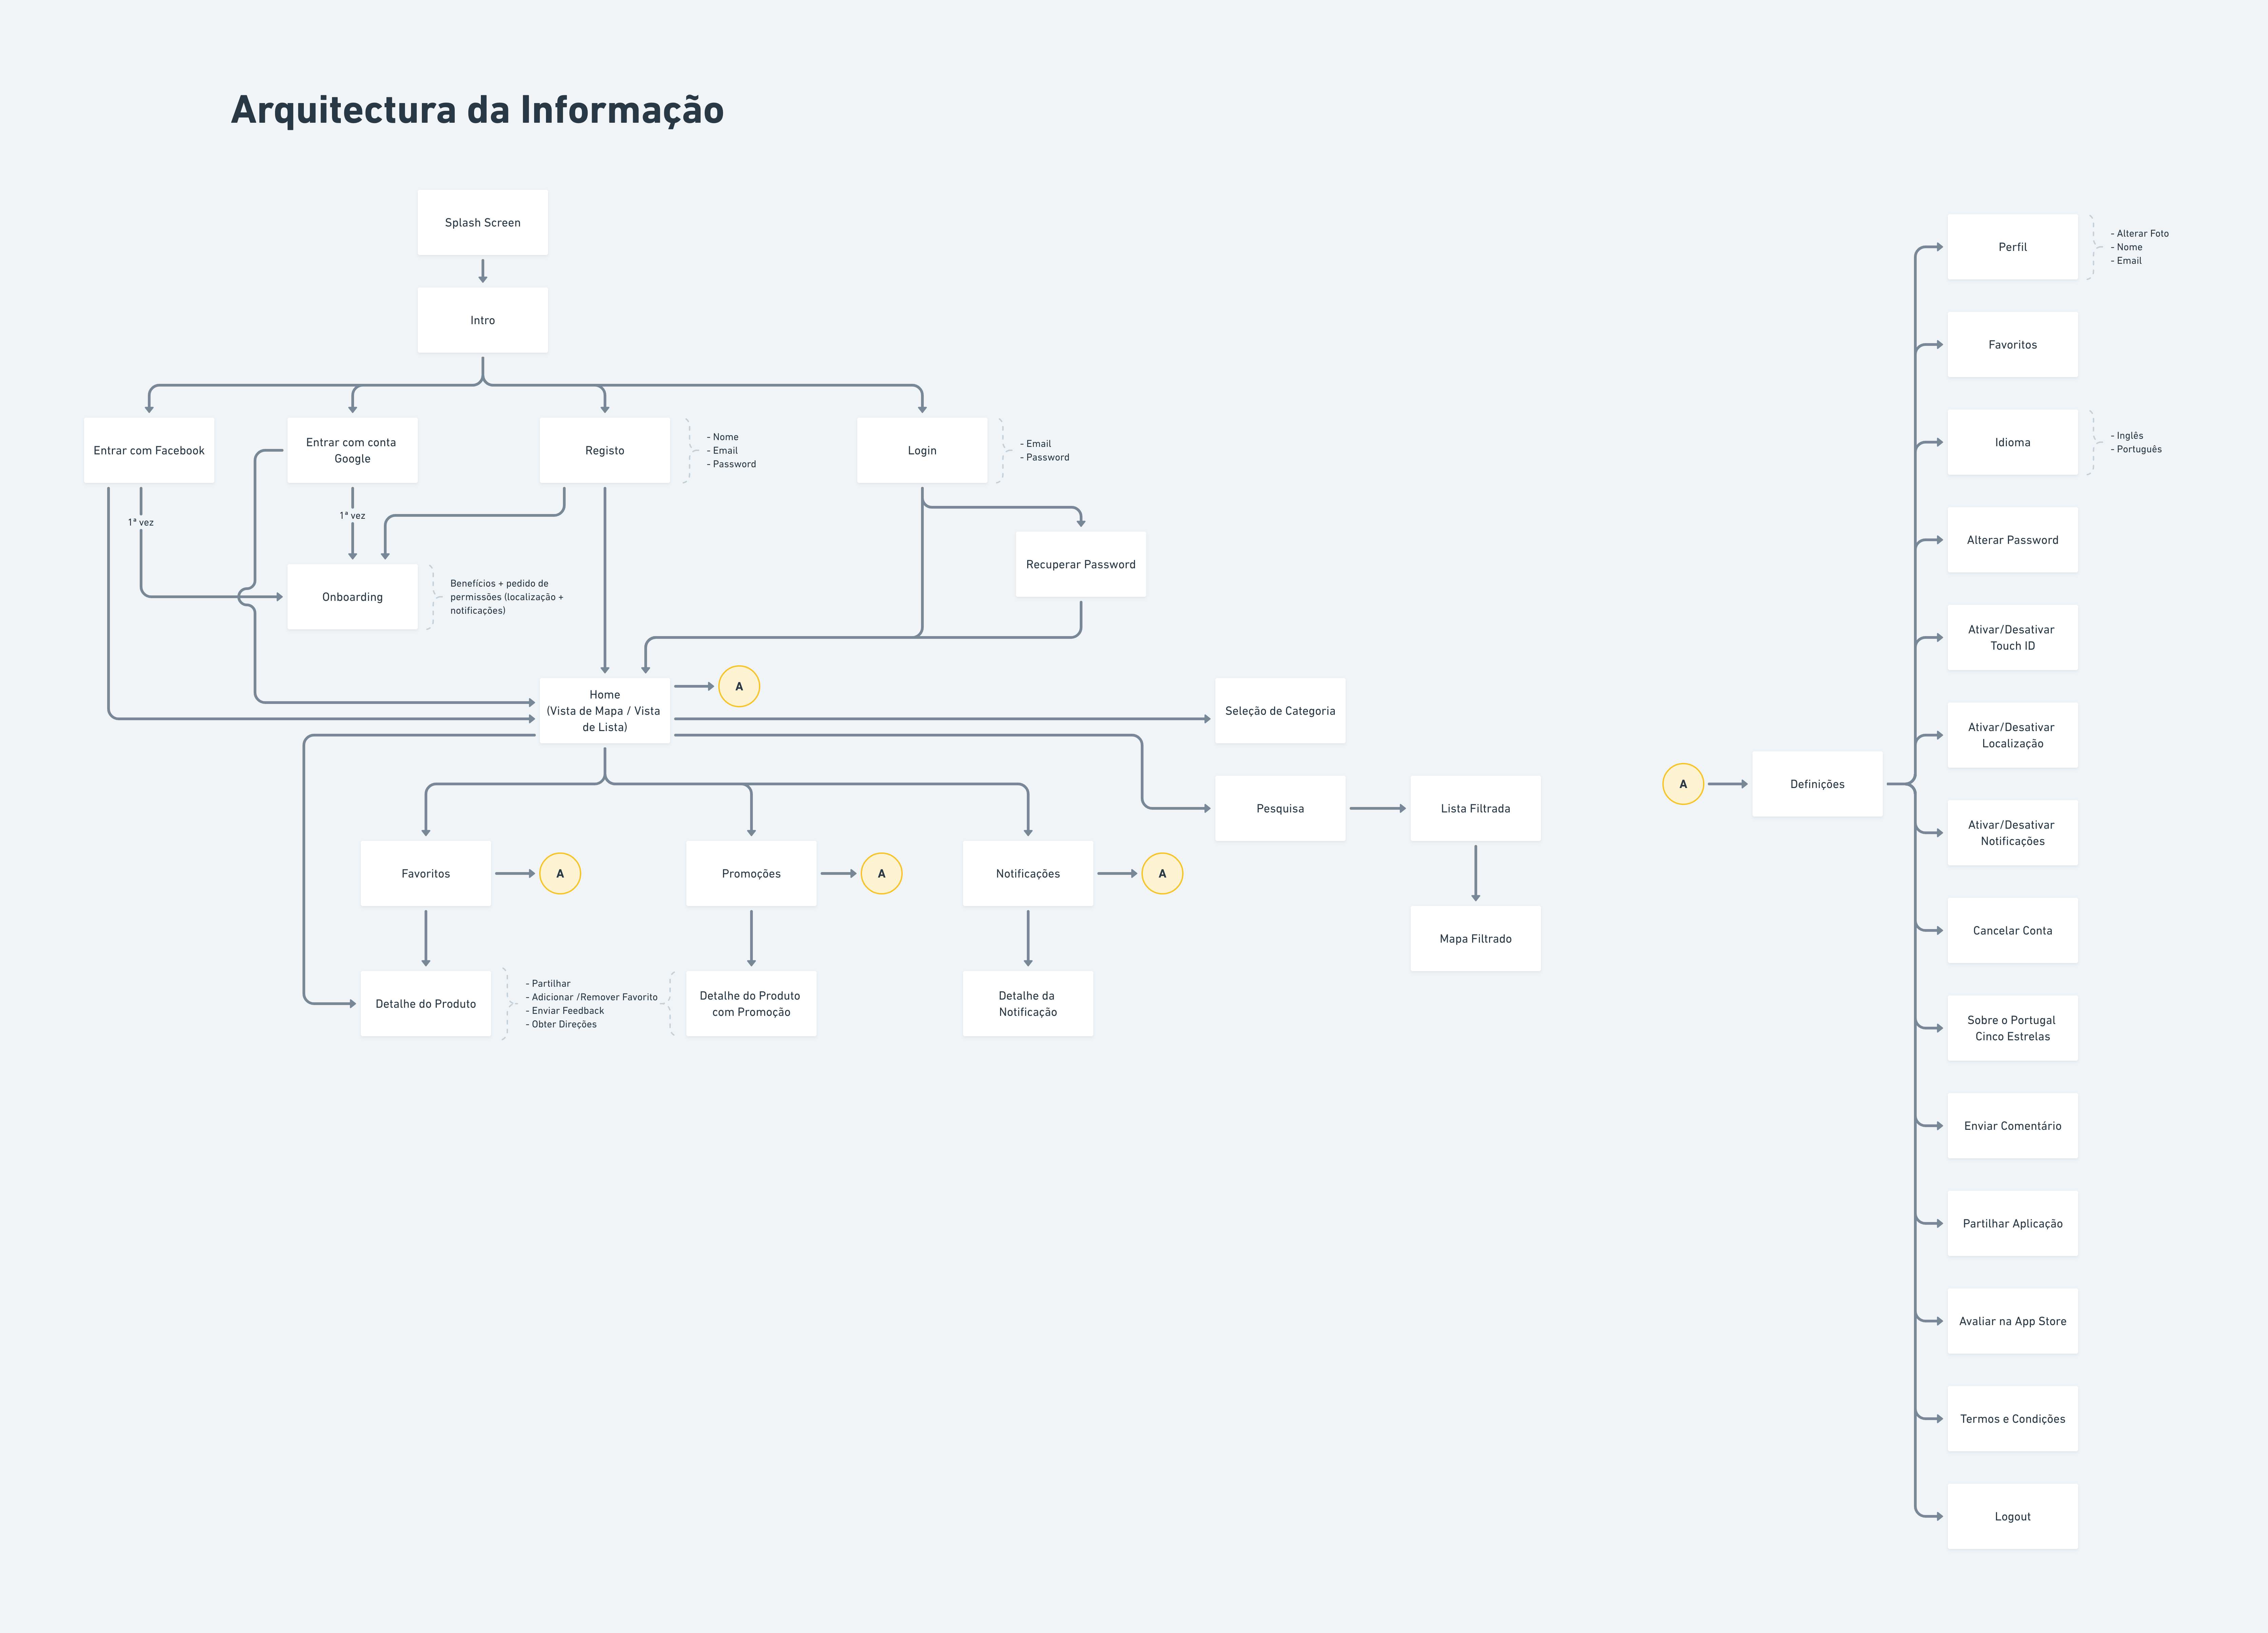 Arquitectura da Informação
Splash Screen
Intro
Entrar com Facebook
Entrar com conta
Google
Registo
- Nome
- Email
- Password
Login
- Email
- Password
1ª vez
1ª vez
Recuperar Password
Onboarding
Benefícios + pedido de
permissões (localização +
notificações)
Home
(Vista de Mapa / Vista
de Lista)
A
Seleção de Categoria
Pesquisa
Lista Filtrada
Mapa Filtrado
Favoritos
A
Promoções
A
Notificações
A
Detalhe do Produto
- Partilhar
- Adicionar /Remover Favorito
- Enviar Feedback
- Obter Direções
Detalhe do Produto
com Promoção
Detalhe da
Notificação
A
Definições
Perfil
- Alterar Foto
- Nome
- Email
Favoritos
Idioma
- Inglês
- Português
Alterar Password
Ativar/Desativar
Touch ID
Ativar/Desativar
Localização
Ativar/Desativar
Notificações
Cancelar Conta
Sobre o Portugal
Cinco Estrelas
Enviar Comentário
Partilhar Aplicação
Avaliar na App Store
Termos e Condições
Logout